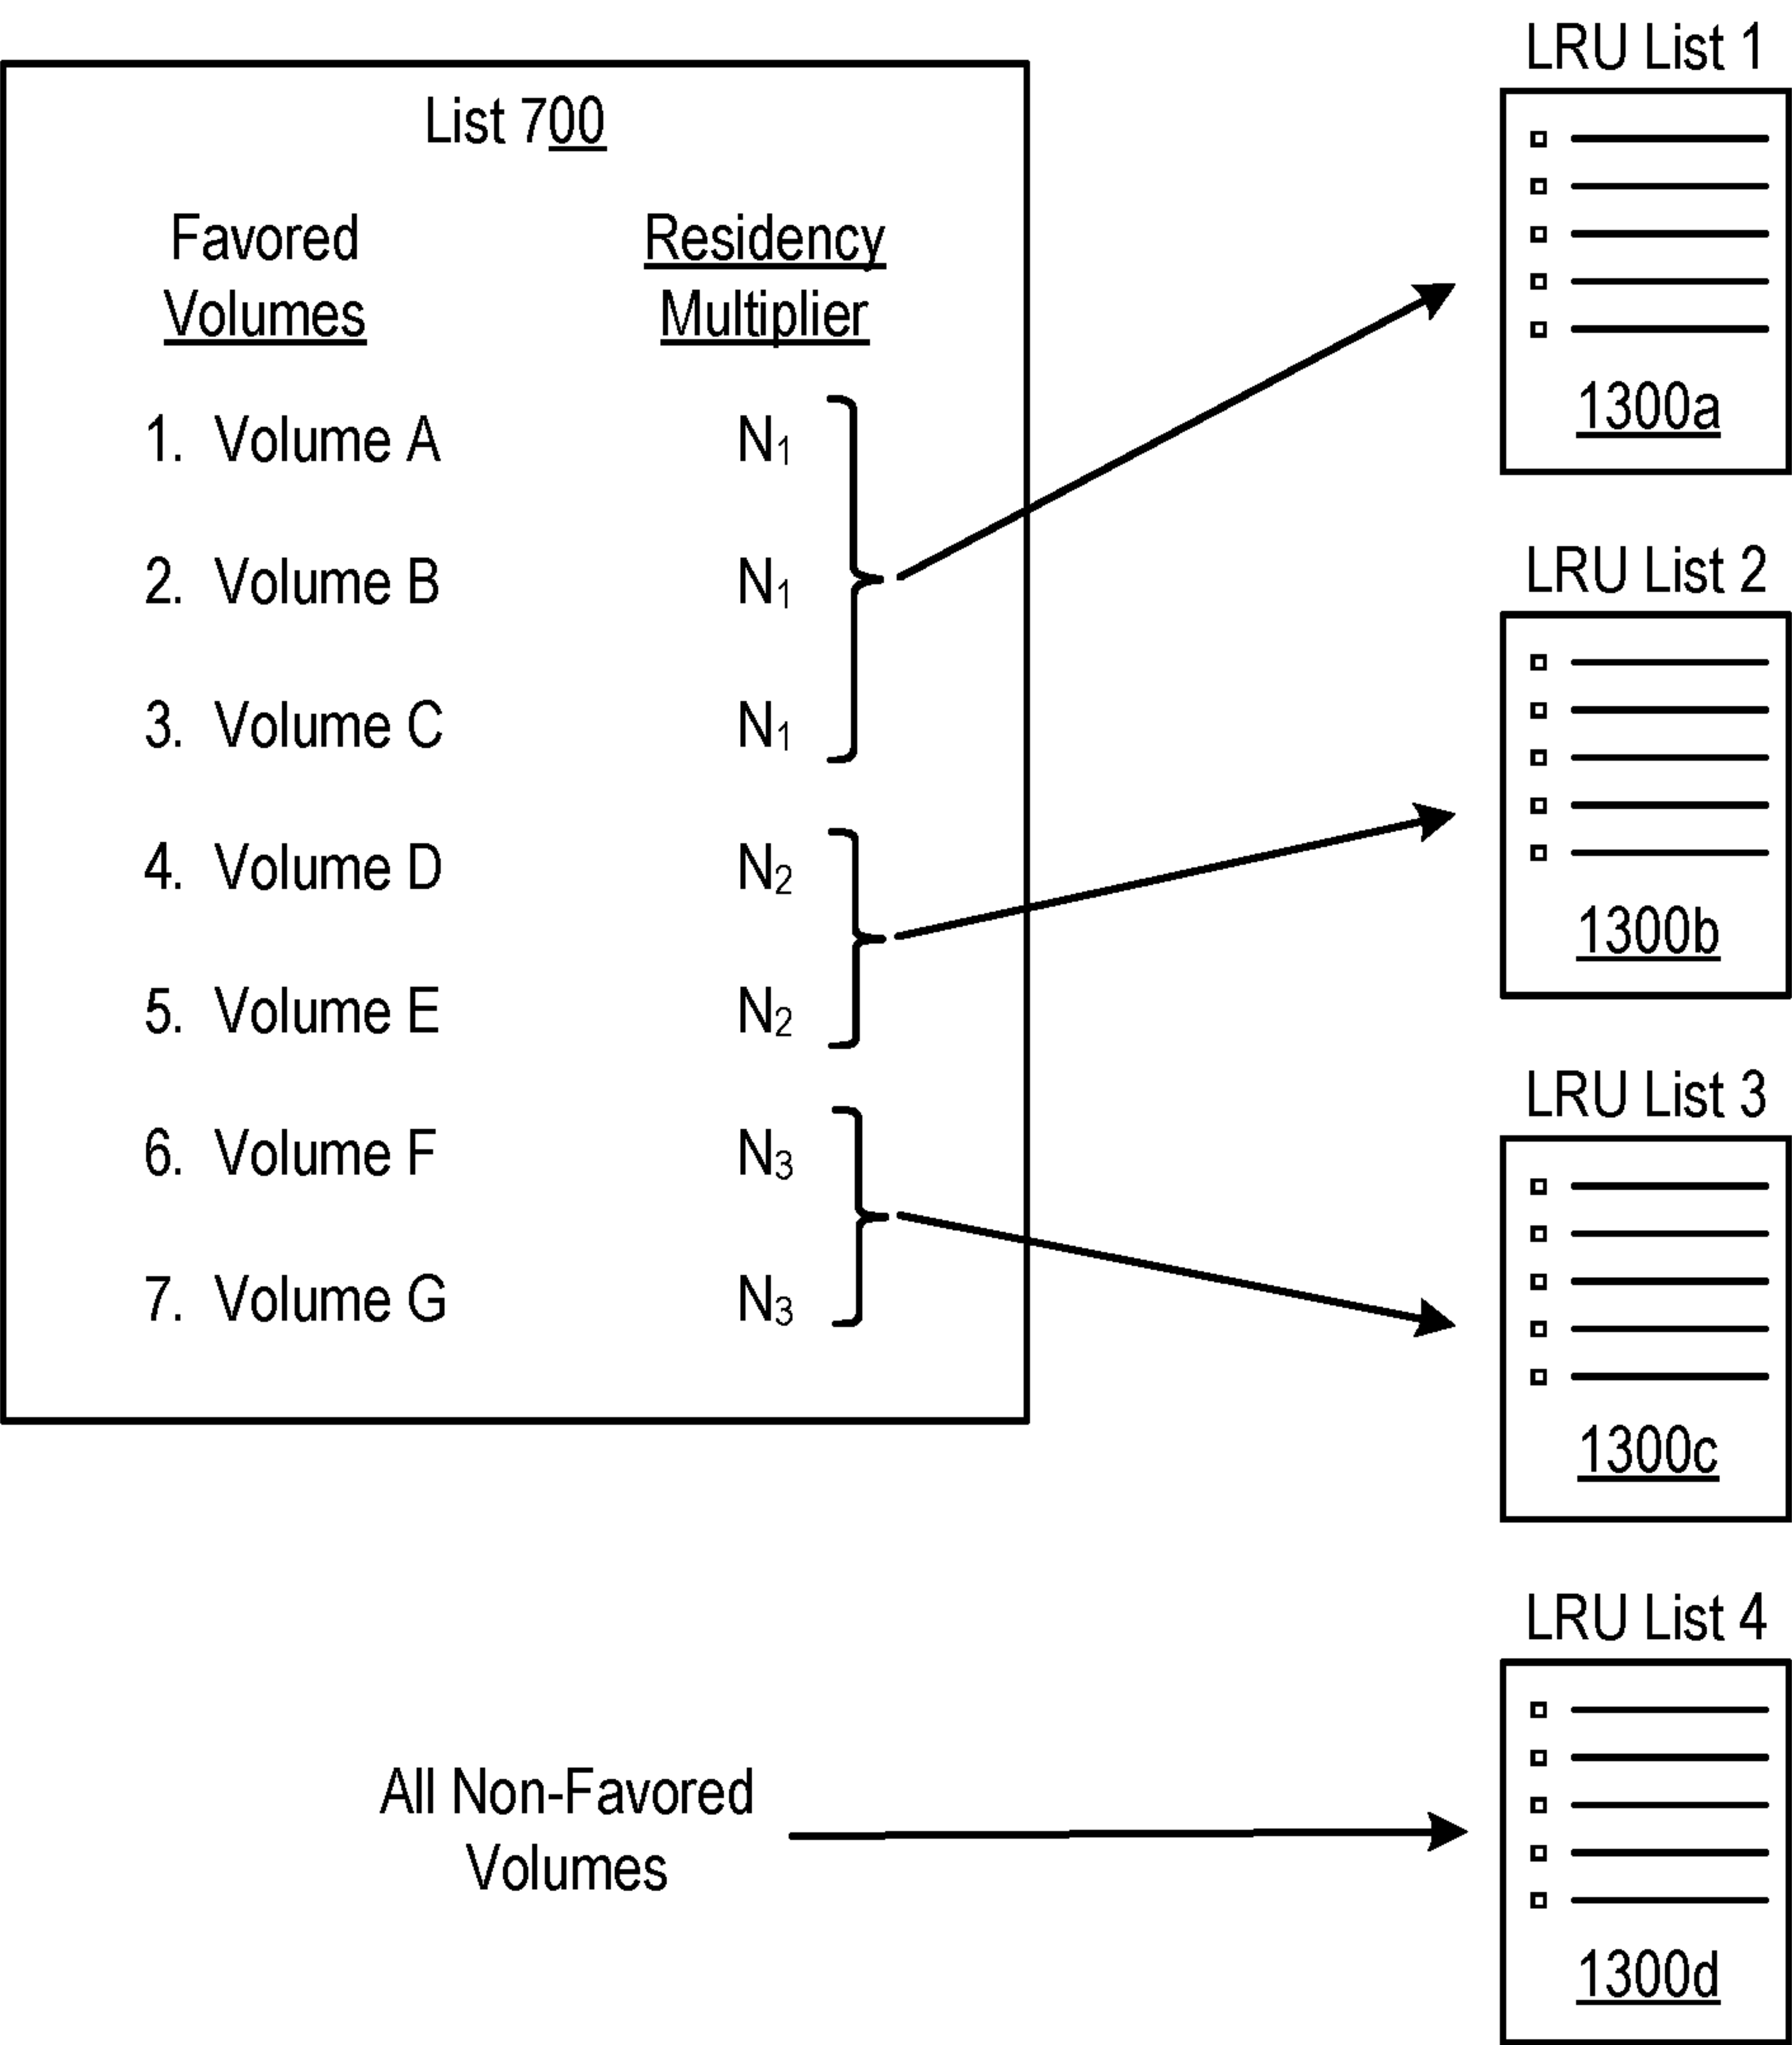 List 700
Favored Volumes Residency Multiplier
1. Volume A N1
2. Volume B N1
3. Volume C N1
4. Volume D N2
5. Volume E N2
6. Volume F N3
7. Volume G N3
All Non-Favored
Volumes
LRU List 1
1300a
LRU List 2
1300b
LRU List 3
1300c
LRU List 4
1300d